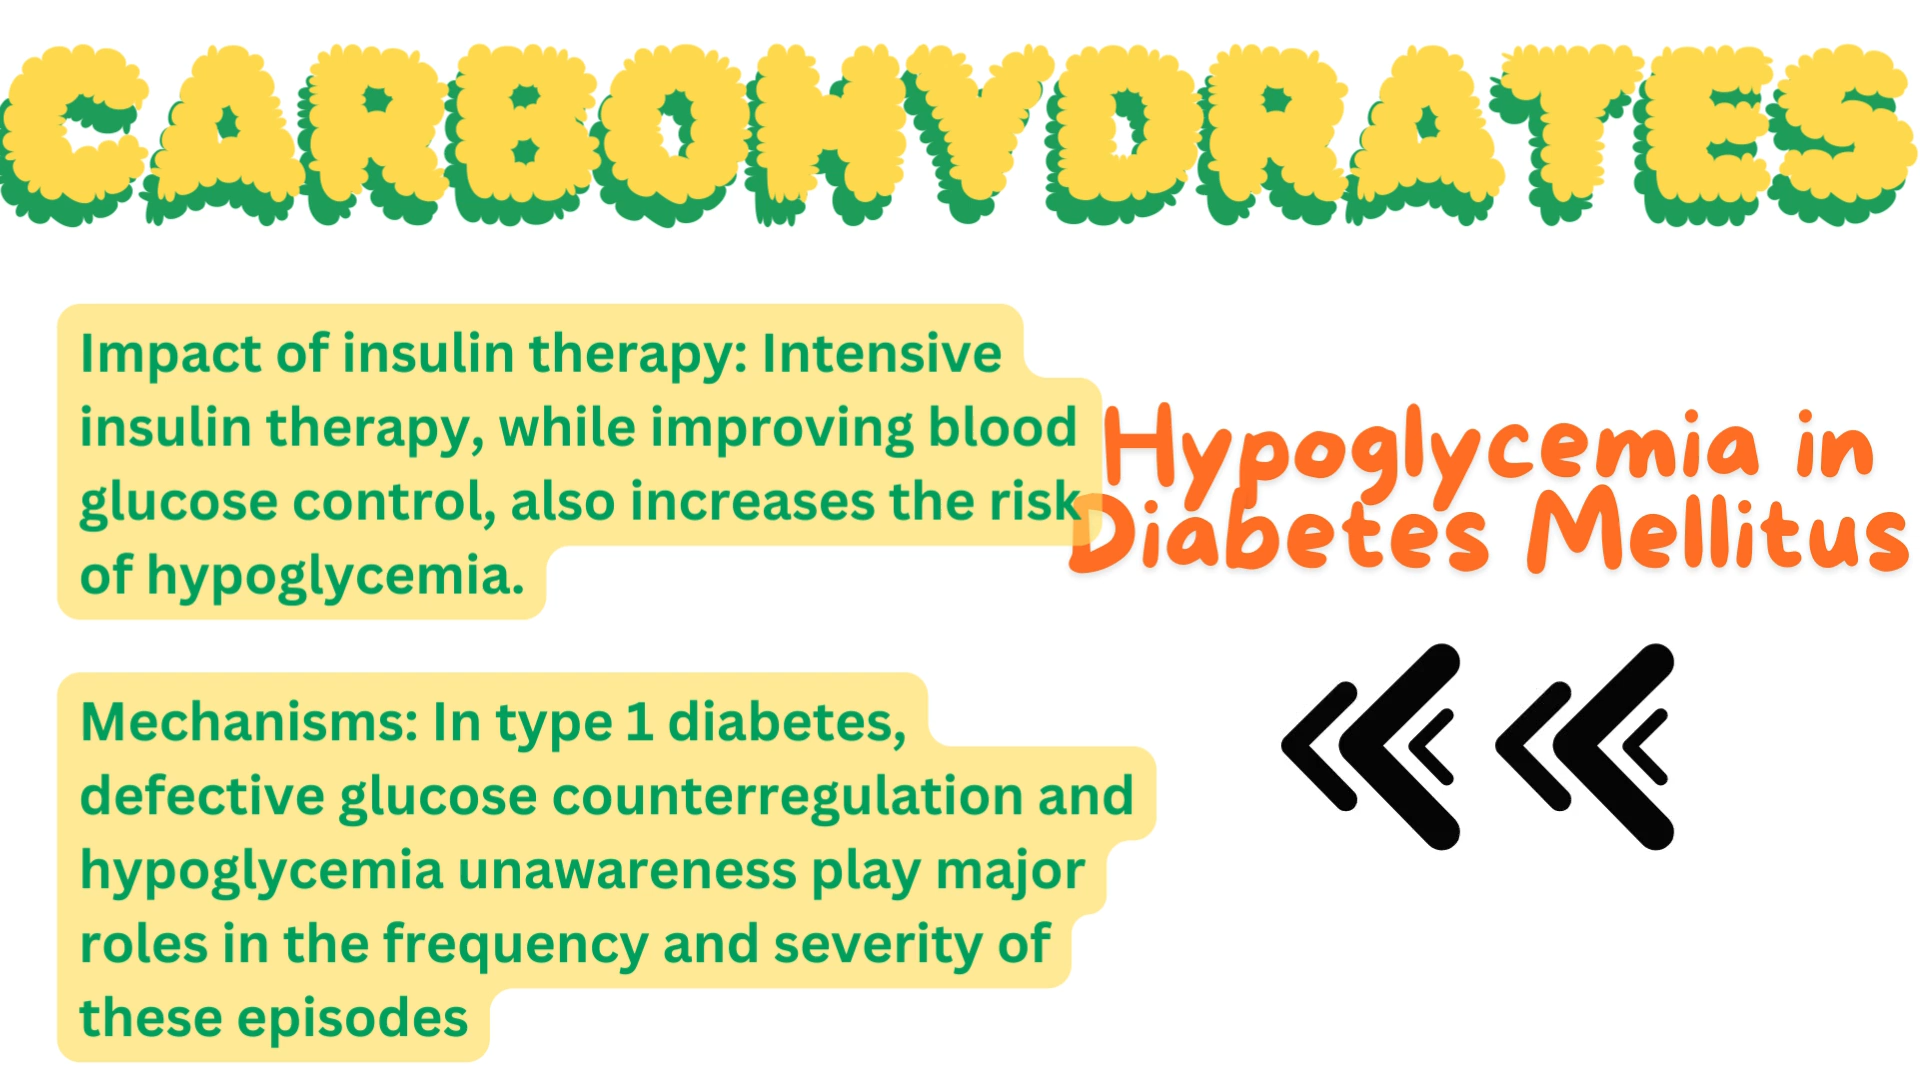 CARBOHYDRATES
Impact of insulin therapy: Intensive
insulin therapy, while improving blood
glucose control, also increases the risk
of hypoglycemia.
Hypoglycemia in
Diabetes Mellitus
Mechanisms: In type 1 diabetes,
defective glucose counterregulation and
hypoglycemia unawareness play major
roles in the frequency and severity of
these episodes